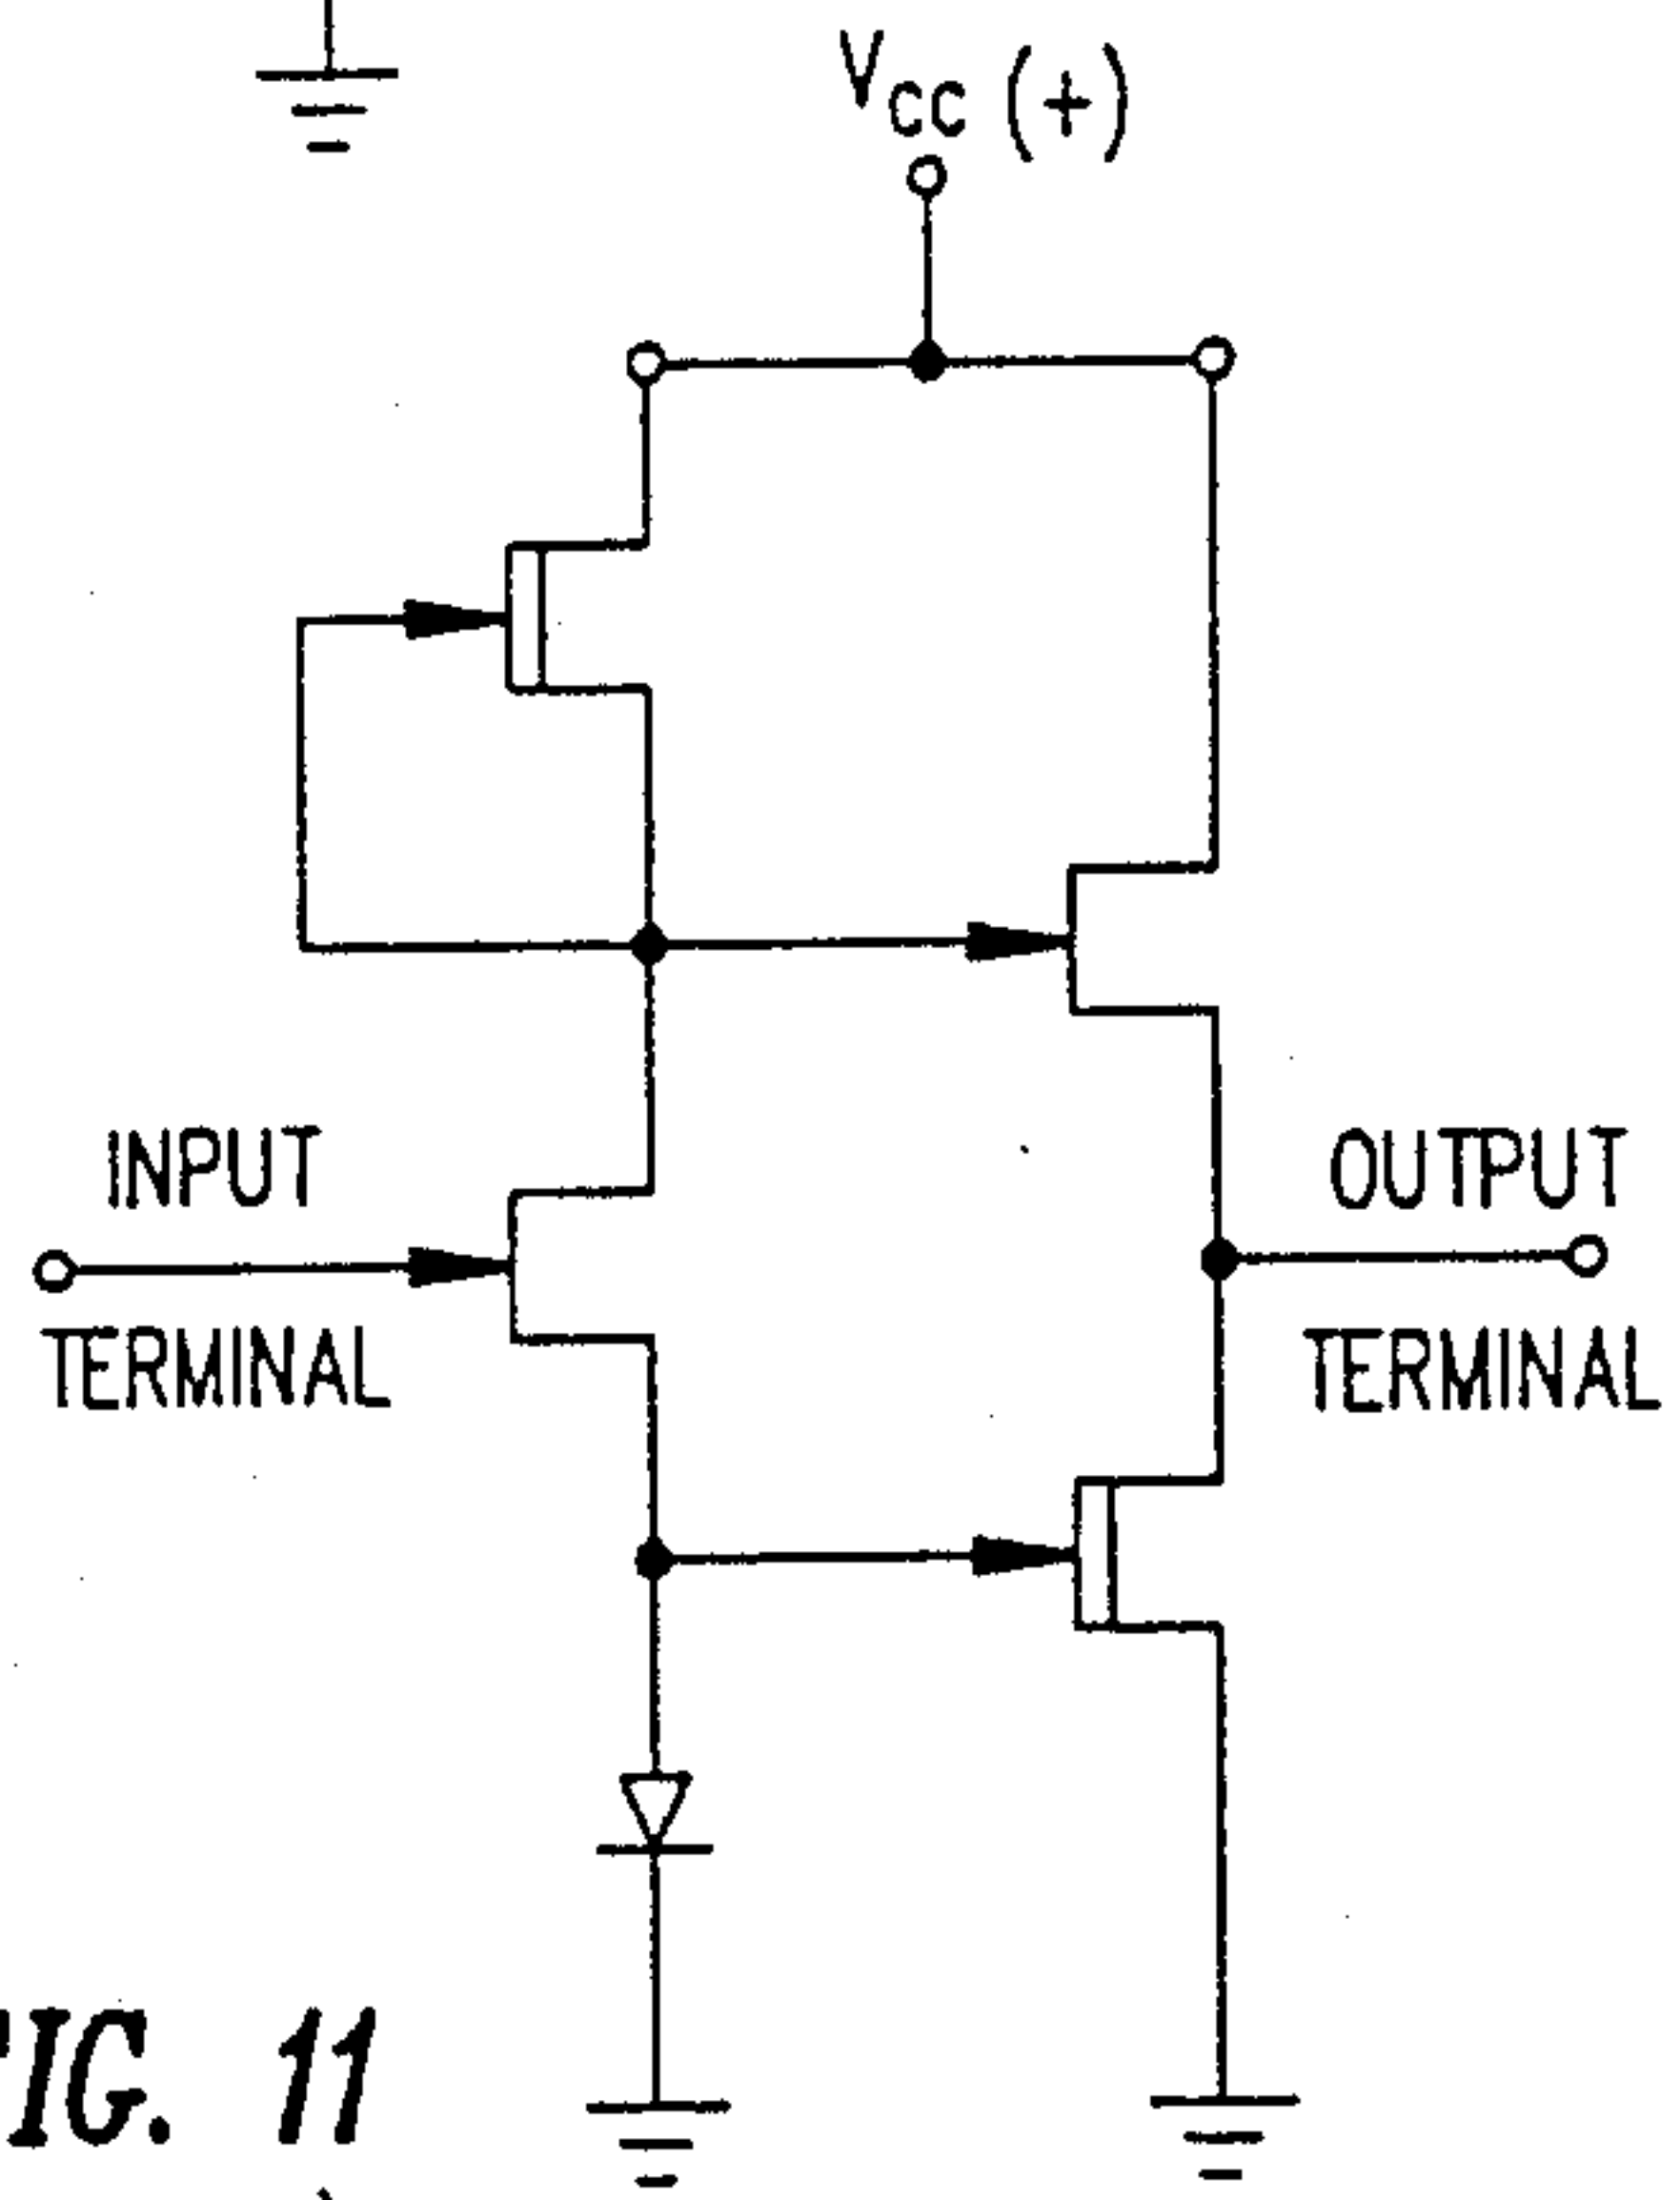 VCC (+)
INPUT
TERMINAL
OUTPUT
TERMINAL
FIG. 11